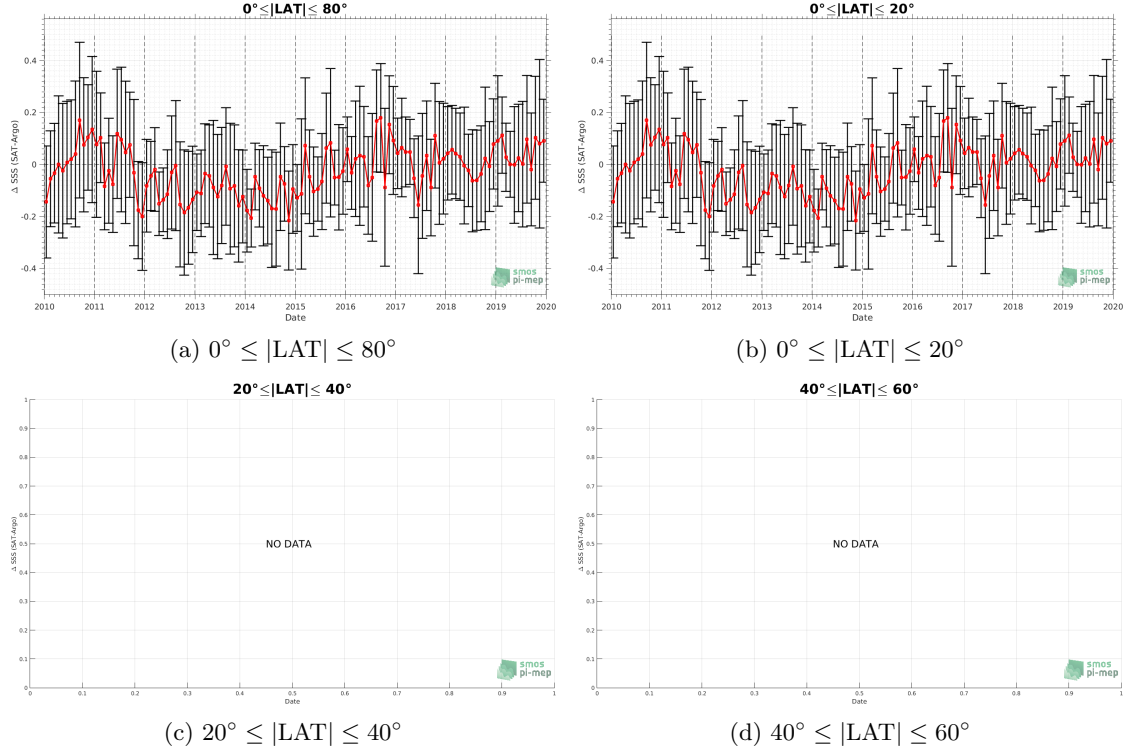 0°≤|LAT|≤ 80°
Δ SSS (SAT-Argo)
0.4
0.2
0
-0.2
-0.4
2010 2011 2012 2013 2014 2015 2016 2017 2018 2019 2020
Date
smos
pi-mep
(a) 0° ≤ |LAT| ≤ 80°
0°≤|LAT|≤ 20°
Δ SSS (SAT-Argo)
0.4
0.2
0
-0.2
-0.4
2010 2011 2012 2013 2014 2015 2016 2017 2018 2019 2020
Date
smos
pi-mep
(b) 0° ≤ |LAT| ≤ 20°
20°≤|LAT|≤ 40°
Δ SSS (SAT-Argo)
1
0.9
0.8
0.7
0.6
0.5
0.4
0.3
0.2
0.1
0
NO DATA
0 0.1 0.2 0.3 0.4 0.5 0.6 0.7 0.8 0.9 1
Date
smos
pi-mep
(c) 20° ≤ |LAT| ≤ 40°
40°≤|LAT|≤ 60°
Δ SSS (SAT-Argo)
1
0.9
0.8
0.7
0.6
0.5
0.4
0.3
0.2
0.1
0
NO DATA
0 0.1 0.2 0.3 0.4 0.5 0.6 0.7 0.8 0.9 1
Date
smos
pi-mep
(d) 40° ≤ |LAT| ≤ 60°